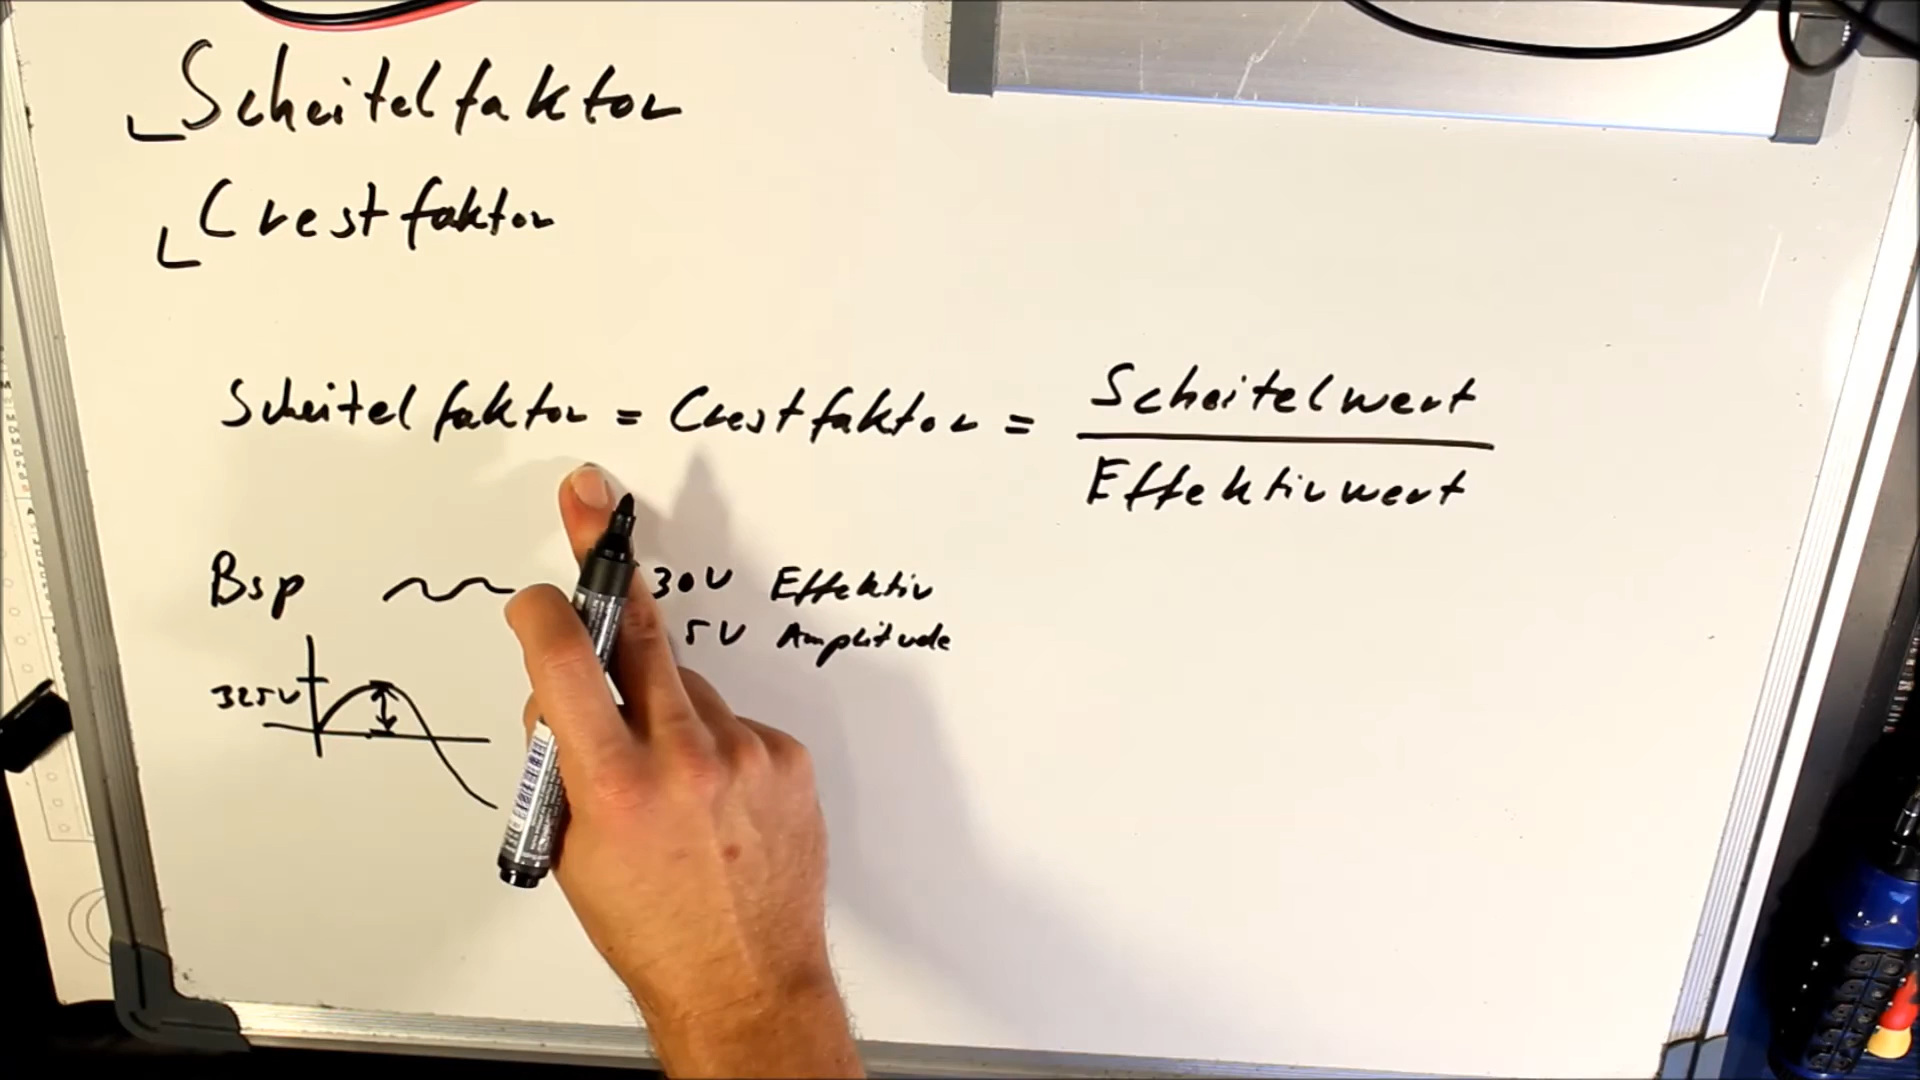 Scheitelfaktor
Crestfaktor
Scheitelfaktor = Crestfaktor = Scheitelwert
Effektivwert
Bsp 30V Effektiv
5V Amplitude
325V